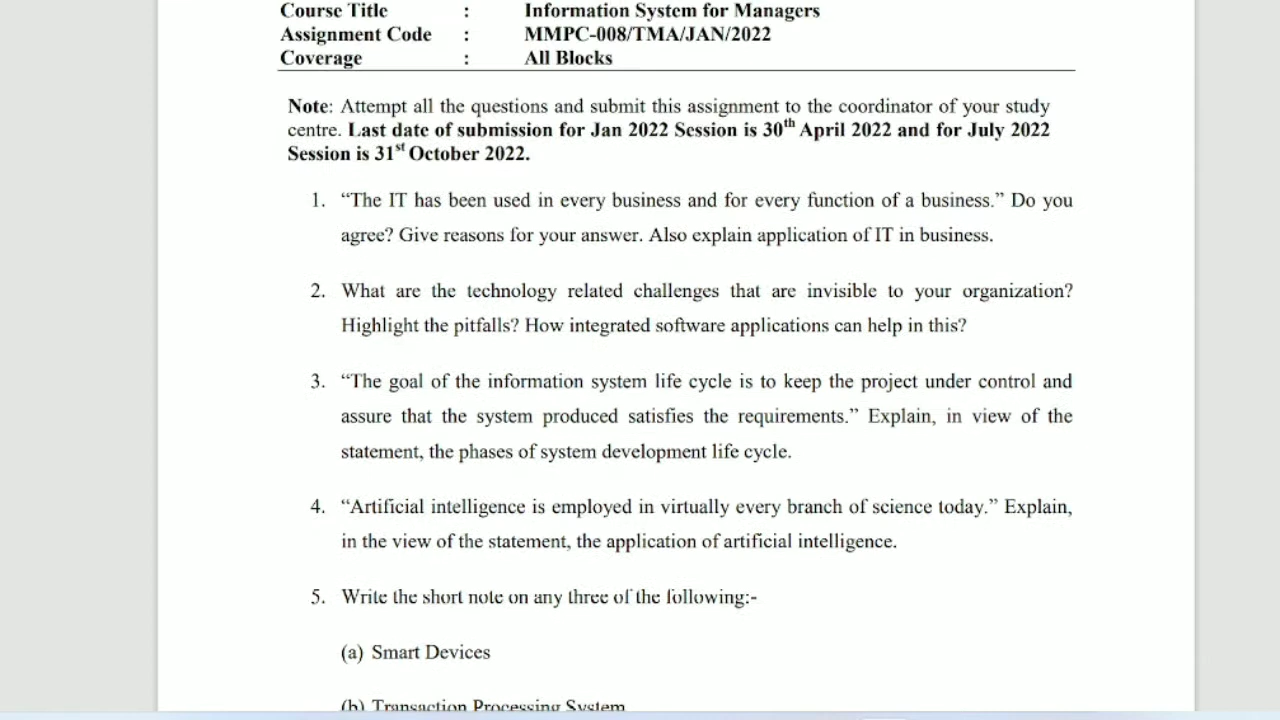 Course Title : Information System for Managers
Assignment Code : MMPC-008/TMA/JAN/2022
Coverage : All Blocks
Note: Attempt all the questions and submit this assignment to the coordinator of your study
centre. Last date of submission for Jan 2022 Session is 30th April 2022 and for July 2022
Session is 31st October 2022.
1. “The IT has been used in every business and for every function of a business.” Do you
agree? Give reasons for your answer. Also explain application of IT in business.
2. What are the technology related challenges that are invisible to your organization?
Highlight the pitfalls? How integrated software applications can help in this?
3. “The goal of the information system life cycle is to keep the project under control and
assure that the system produced satisfies the requirements.” Explain, in view of the
statement, the phases of system development life cycle.
4. “Artificial intelligence is employed in virtually every branch of science today.” Explain,
in the view of the statement, the application of artificial intelligence.
5. Write the short note on any three of the following:-
(a) Smart Devices
(b) Transaction Processing System